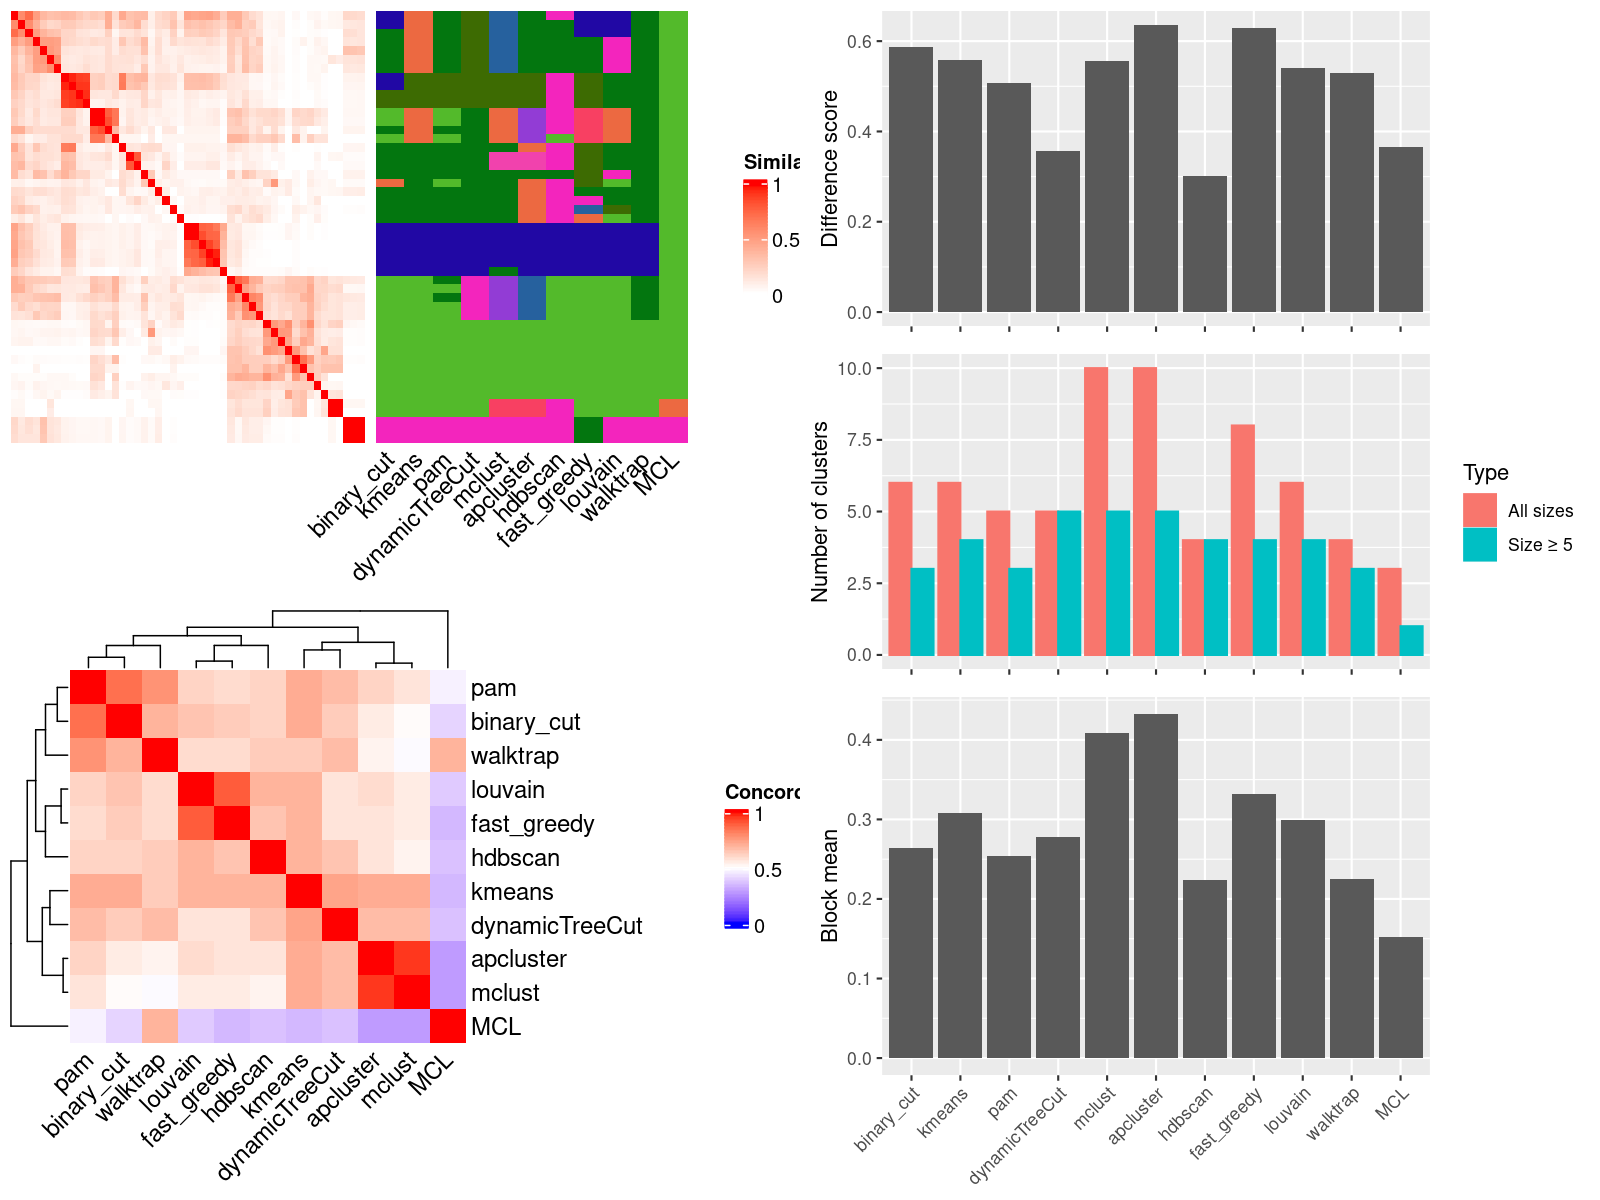 Simila
1
0.5
0
binary_cut
kmeans
pam
dynamicTreeCut
mclust
apcluster
hdbscan
fast_greedy
louvain
walktrap
MCL
pam
binary_cut
walktrap
louvain
fast_greedy
hdbscan
kmeans
dynamicTreeCut
apcluster
mclust
MCL
pam
binary_cut
walktrap
louvain
fast_greedy
hdbscan
kmeans
dynamicTreeCut
apcluster
mclust
MCL
Concord
1
0.5
0
Difference score
0.6
0.4
0.2
0.0
Number of clusters
10.0
7.5
5.0
2.5
0.0
Type
All sizes
Size ≥ 5
Block mean
0.4
0.3
0.2
0.1
0.0
binary_cut
kmeans
pam
dynamicTreeCut
mclust
apcluster
hdbscan
fast_greedy
louvain
walktrap
MCL